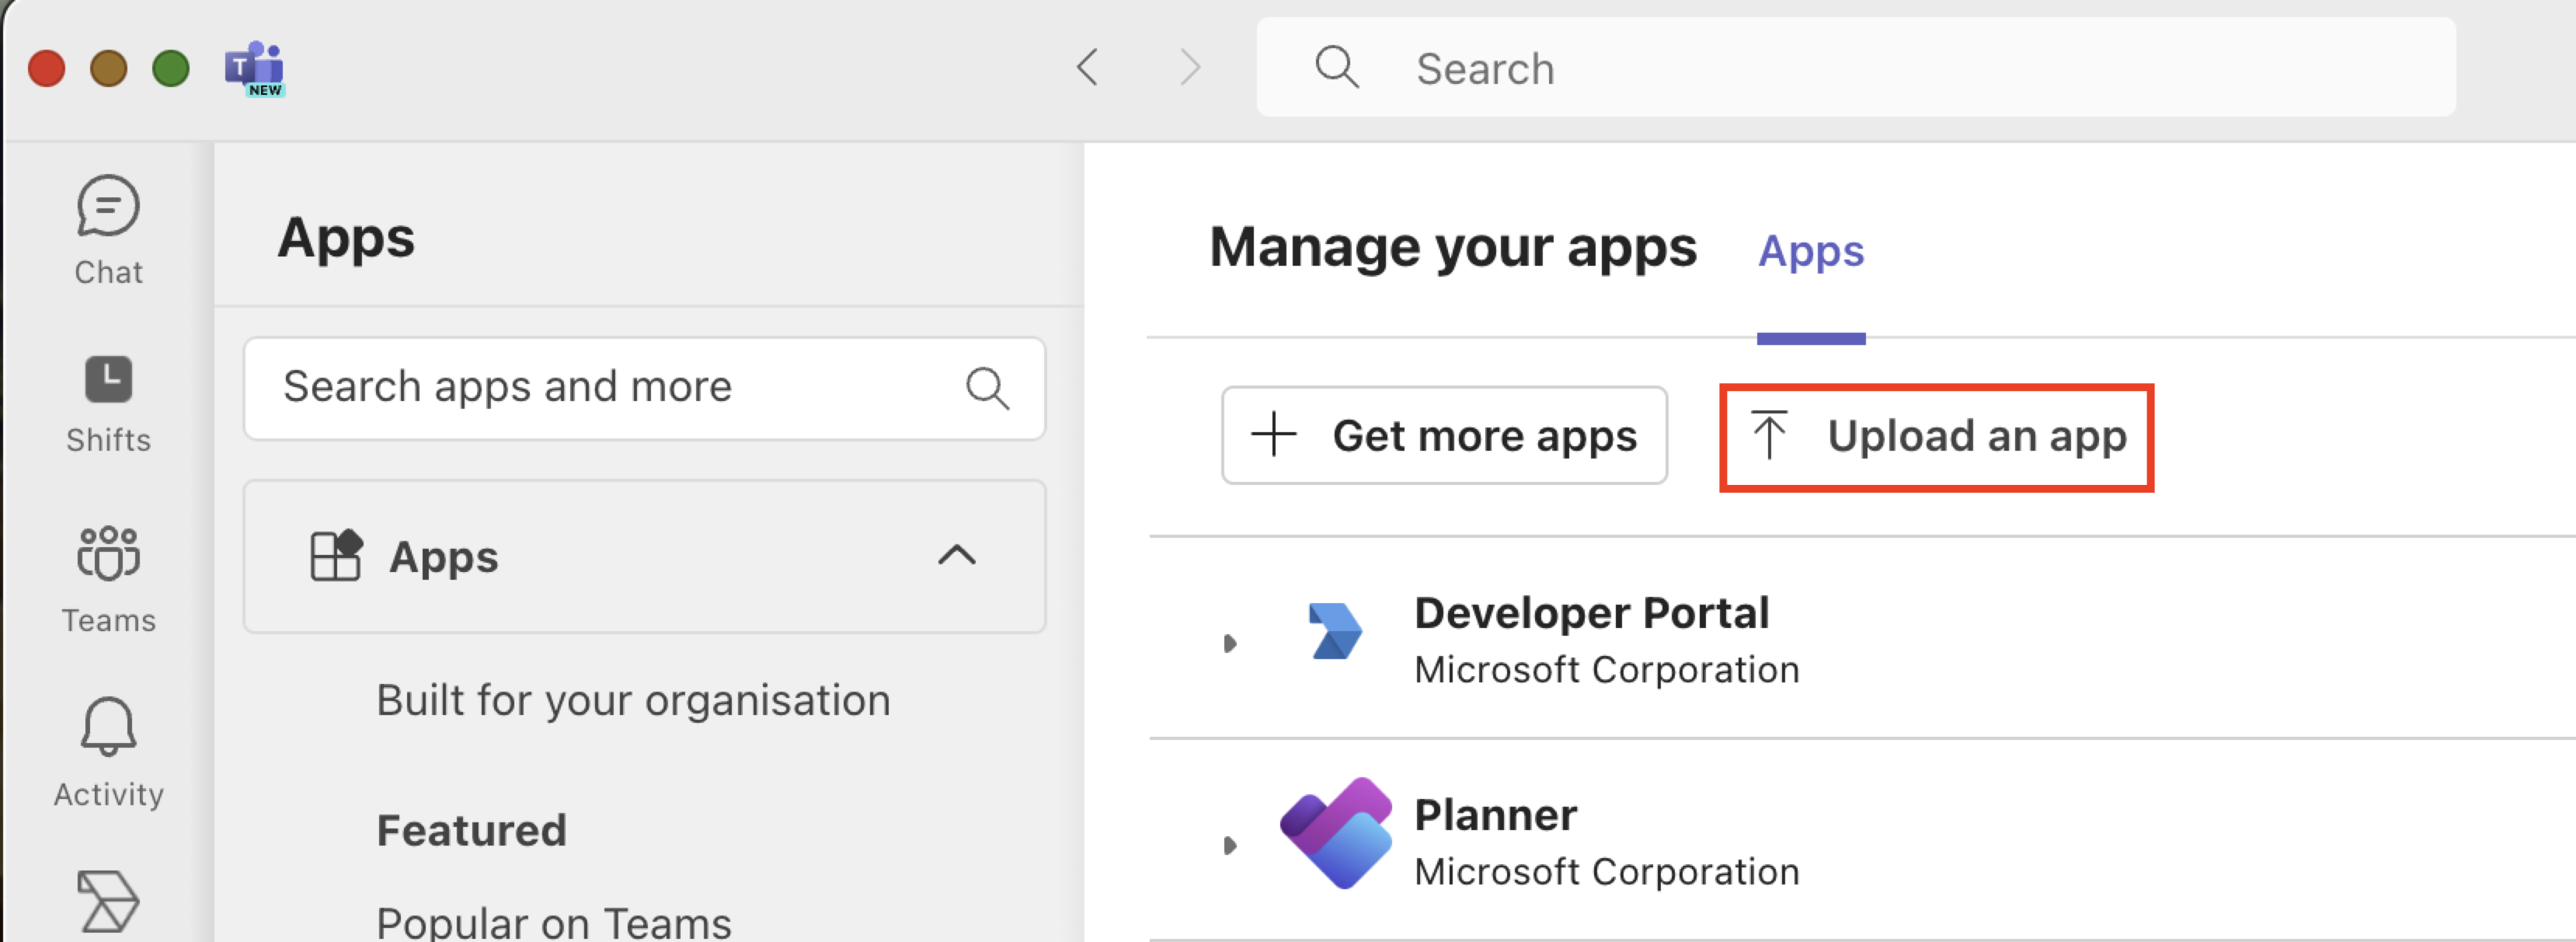 T
NEW
Search
Chat
Shifts
Teams
Activity
Apps
Search apps and more
Apps
Built for your organisation
Featured
Popular on Teams
Manage your apps
Apps
Get more apps
Upload an app
Developer Portal
Microsoft Corporation
Planner
Microsoft Corporation